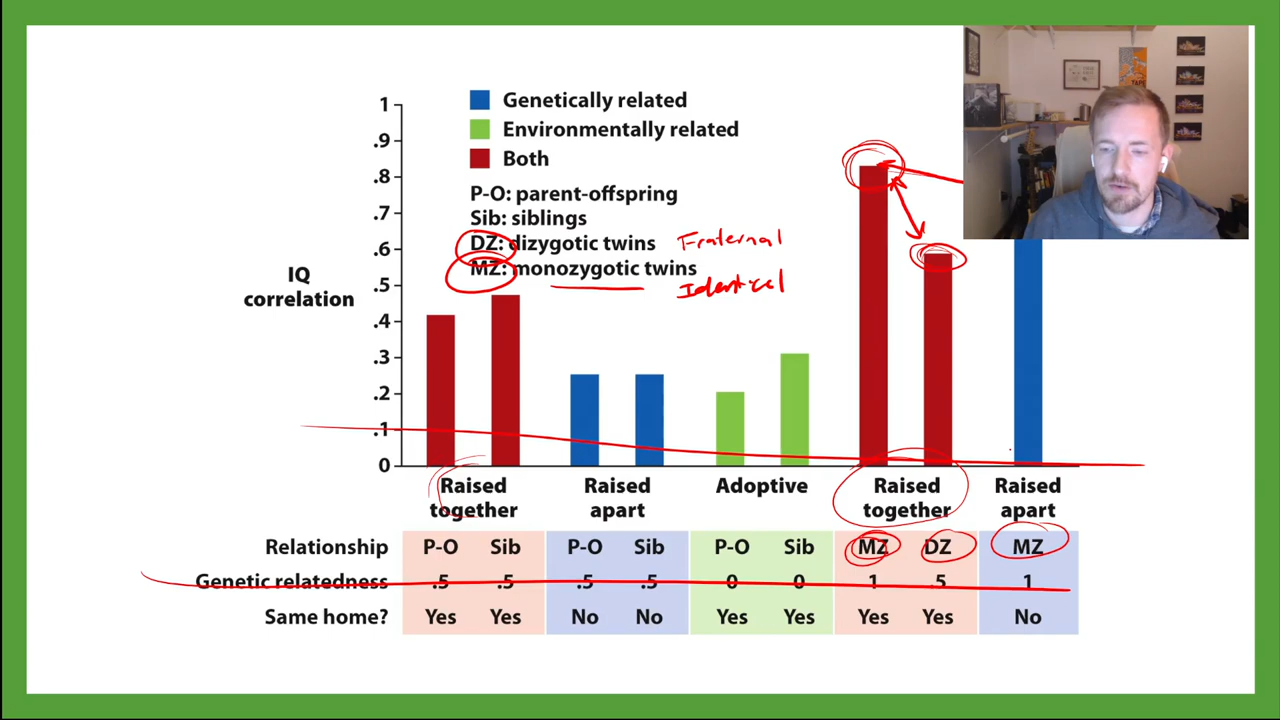 Genetically related
Environmentally related
Both
P-O: parent-offspring
Sib: siblings
DZ: dizygotic twins Fraternal
MZ: monozygotic twins Identical
IQ
correlation
1
.9
.8
.7
.6
.5
.4
.3
.2
.1
0
Raised together Raised apart Adoptive Raised together Raised apart
Relationship P-O Sib P-O Sib P-O Sib MZ DZ MZ
Genetic relatedness .5 .5 .5 .5 0 0 1 .5 1
Same home? Yes Yes No No Yes Yes Yes Yes No